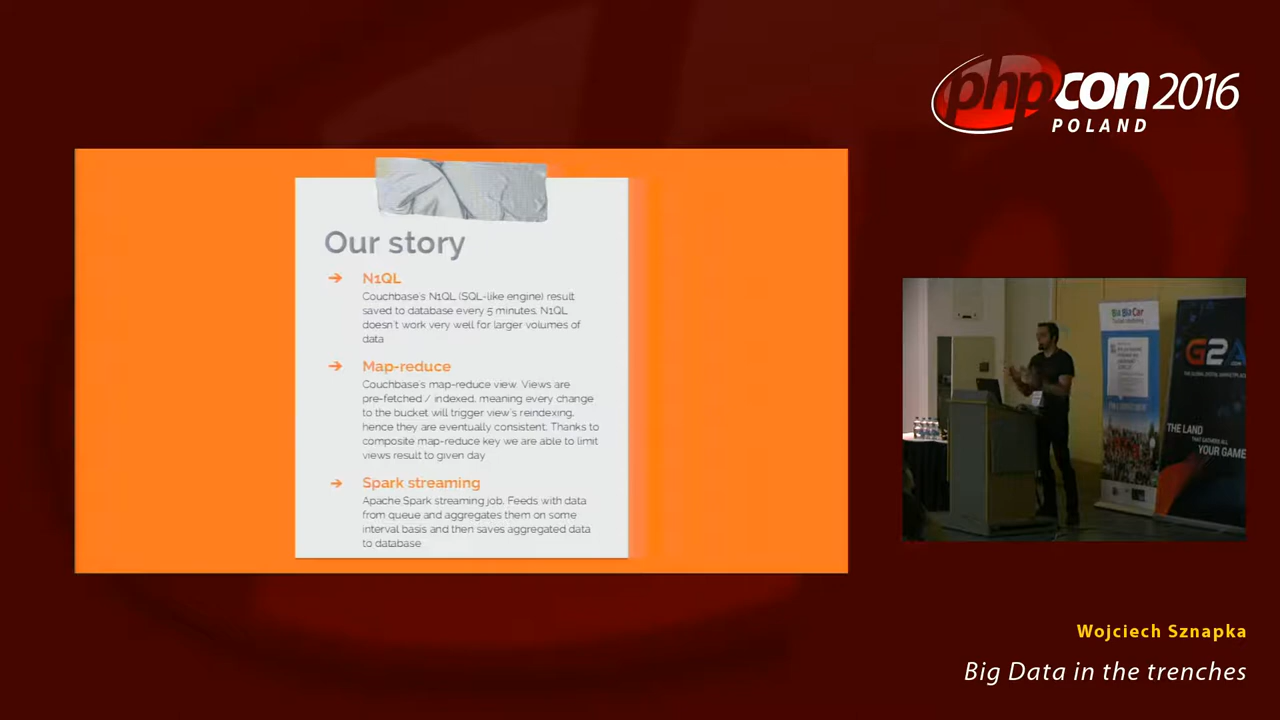 phpcon 2016
POLAND
Our story
➔ N1QL
Couchbase's N1QL (SQL-like engine) result
saved to database every 5 minutes. N1QL
doesn't work very well for larger volumes of
data
➔ Map-reduce
Couchbase's map-reduce view. Views are
pre-fetched / indexed, meaning every change
to the bucket will trigger view's reindexing,
hence they are eventually consistent. Thanks to
composite map-reduce key we are able to limit
views result to given day
➔ Spark streaming
Apache Spark streaming job. Feeds with data
from queue and aggregates them on some
interval basis and then saves aggregated data
to database
BlaBlaCar
G2A
THE LAND
THAT GATHERS ALL
YOUR GAME
Wojciech Sznapka
Big Data in the trenches